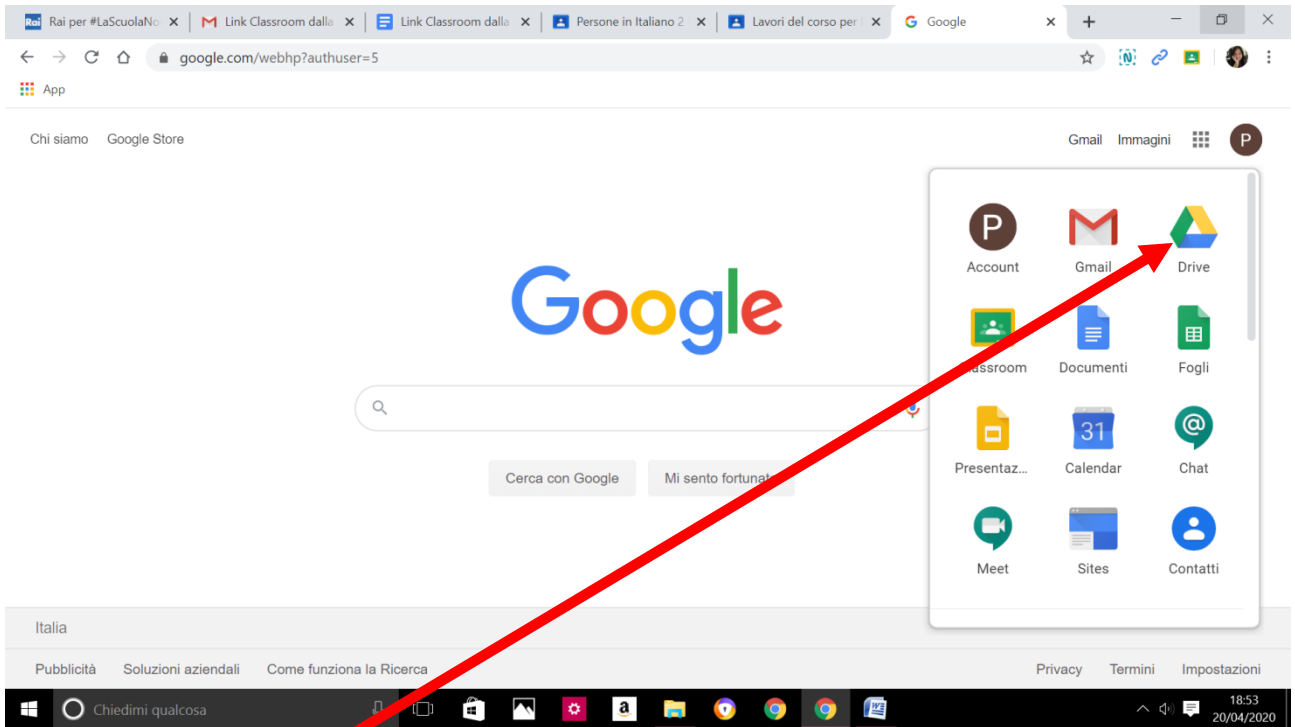 Rai Rai per #LaScuolaNo
Link Classroom dalla
Link Classroom dalla
Persone in Italiano 2
Lavori del corso per
Google
google.com/webhp?authuser=5
App
Chi siamo Google Store
Gmail Immagini P
P
Account Gmail Drive
Classroom Documenti Fogli
31
Presentaz... Calendar Chat
Meet Sites Contatti
Google
Cerca con Google Mi sento fortunato
Italia
Pubblicità Soluzioni aziendali Come funziona la Ricerca
Privacy Termini Impostazioni
Chiedimi qualcosa
a
18:53
20/04/2020